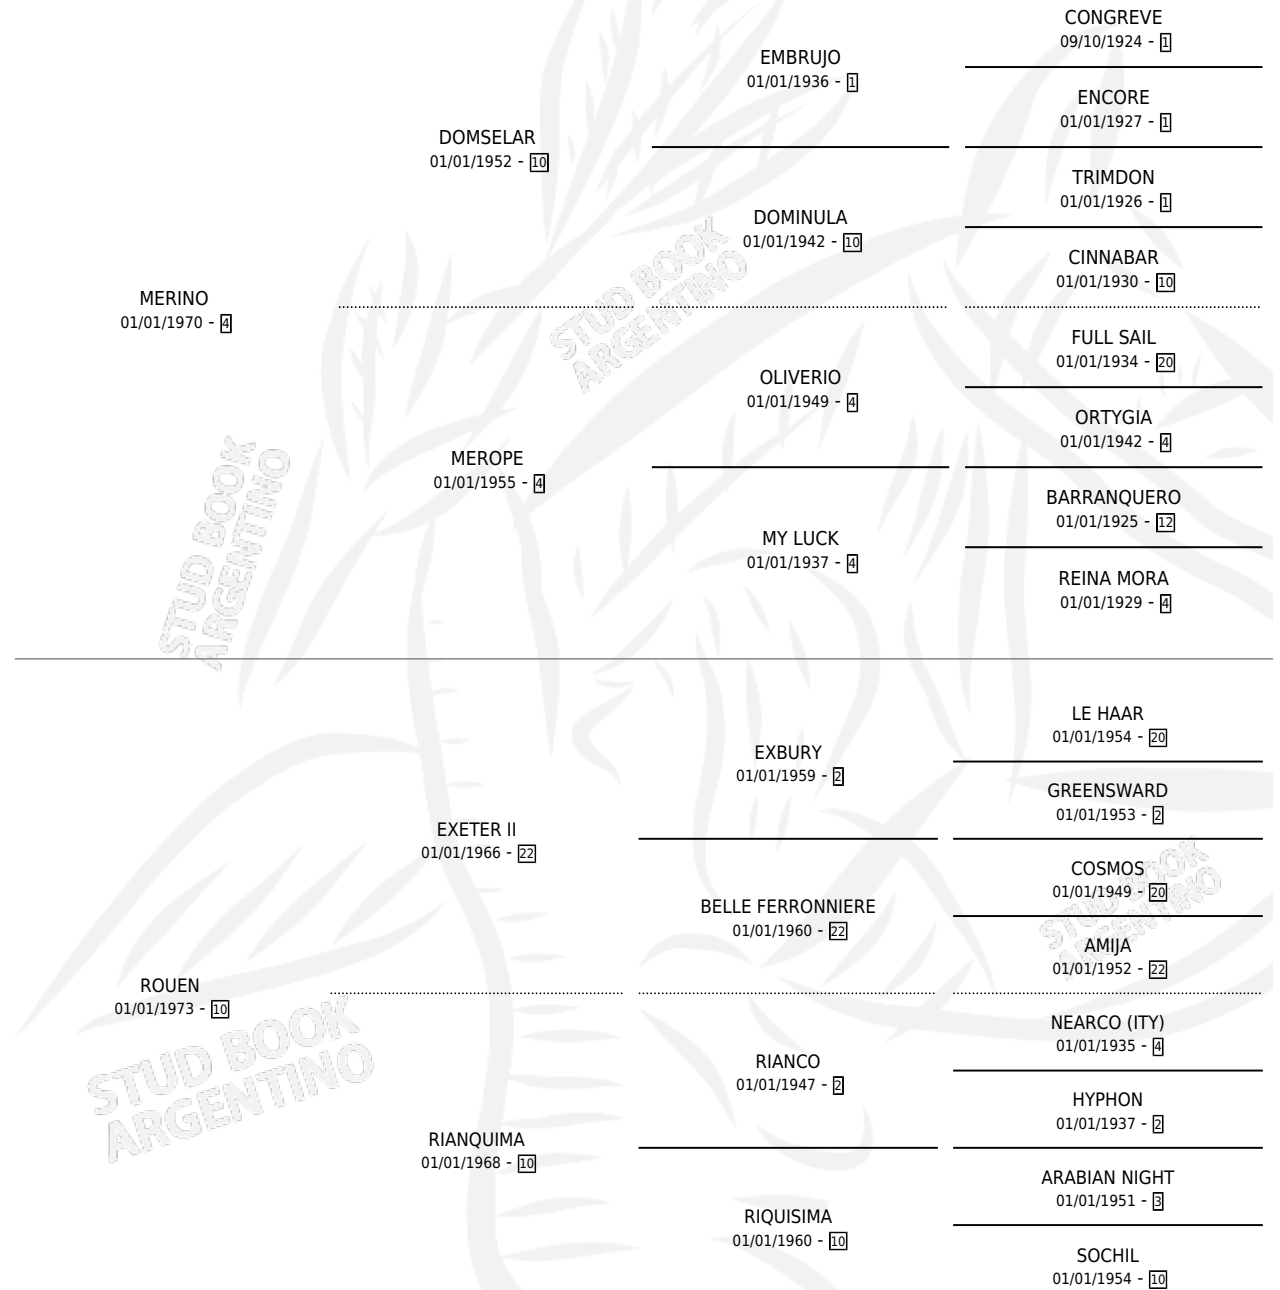 CONGREVE
09/10/1924 - 1
EMBRUJO
01/01/1936 - 1
ENCORE
01/01/1927 - 1
DOMSELAR
01/01/1952 - 10
TRIMDON
01/01/1926 - 1
DOMINULA
01/01/1942 - 10
CINNABAR
01/01/1930 - 10
MERINO
01/01/1970 - 4
FULL SAIL
01/01/1934 - 20
OLIVERIO
01/01/1949 - 4
ORTYGIA
01/01/1942 - 4
MEROPE
01/01/1955 - 4
BARRANQUERO
01/01/1925 - 12
MY LUCK
01/01/1937 - 4
REINA MORA
01/01/1929 - 4
LE HAAR
01/01/1954 - 20
EXBURY
01/01/1959 - 2
GREENSWARD
01/01/1953 - 2
EXETER II
01/01/1966 - 22
COSMOS
01/01/1949 - 20
BELLE FERRONNIERE
01/01/1960 - 22
AMIJA
01/01/1952 - 22
ROUEN
01/01/1973 - 10
NEARCO (ITY)
01/01/1935 - 4
RIANCO
01/01/1947 - 2
HYPHON
01/01/1937 - 2
RIANQUIMA
01/01/1968 - 10
ARABIAN NIGHT
01/01/1951 - 3
RIQUISIMA
01/01/1960 - 10
SOCHIL
01/01/1954 - 10
STUD BOOK
ARGENTINO
STUD BOOK
ARGENTINO
STUD BOOK
ARGENTINO
STUD BOOK
ARGENTINO